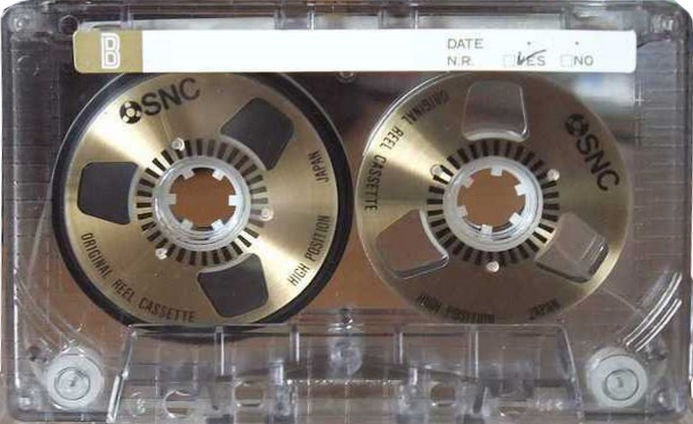 B
DATE
N.R. YES NO
SNC
JAPAN
HIGH POSITION
ORIGINAL REEL CASSETTE
SNC
ORIGINAL REEL CASSETTE
HIGH POSITION
JAPAN